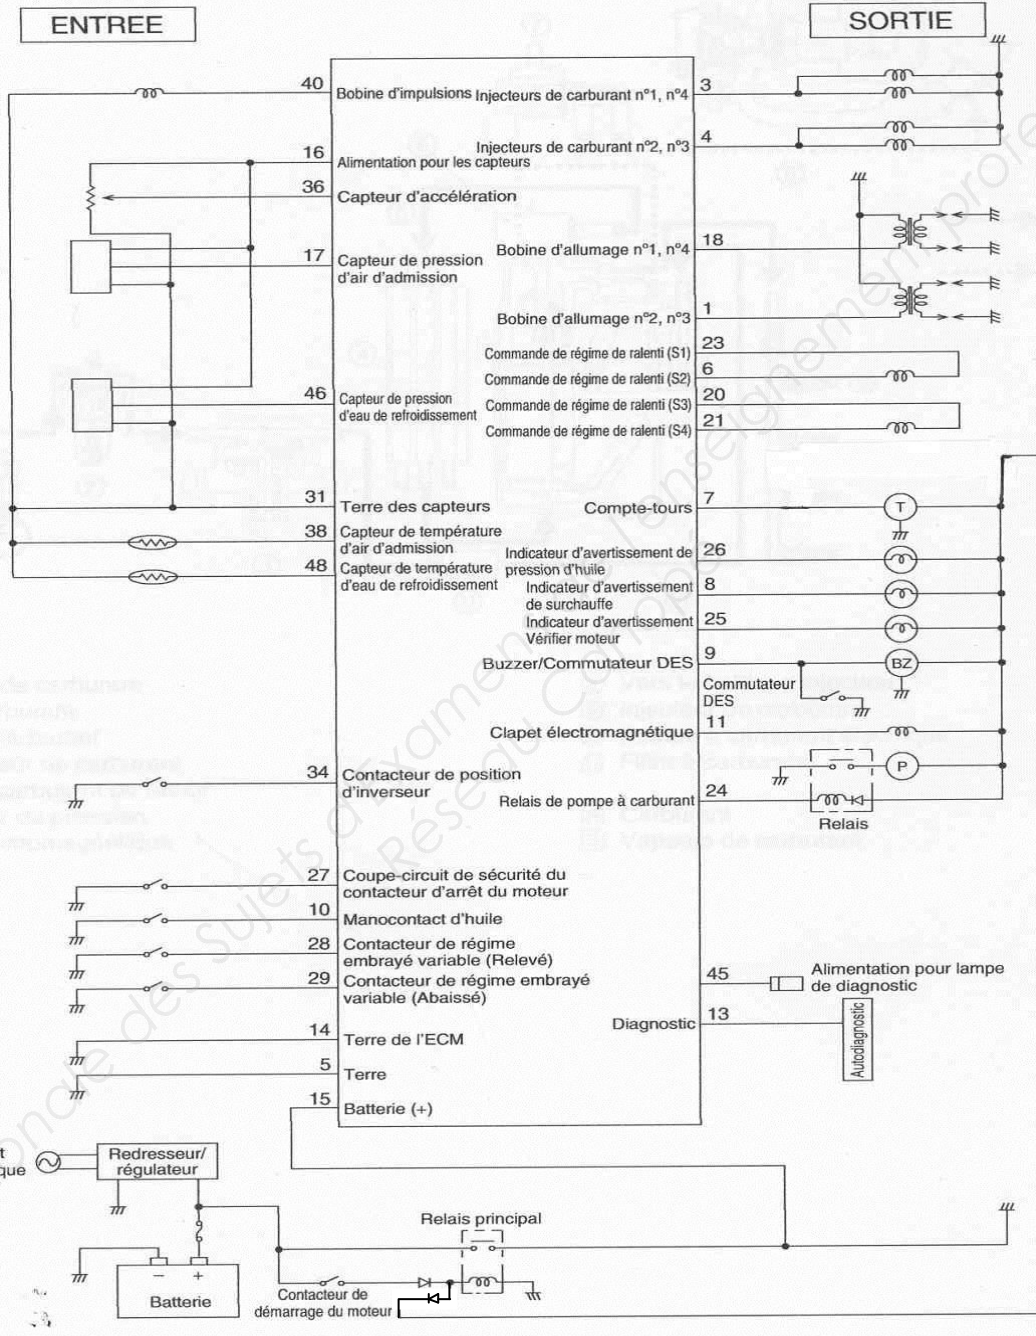 ENTREE
SORTIE
40
Bobine d'impulsions
Injecteurs de carburant n°1, n°4
3
Injecteurs de carburant n°2, n°3
4
16
Alimentation pour les capteurs
36
Capteur d'accélération
17
Capteur de pression
d'air d'admission
Bobine d'allumage n°1, n°4
18
Bobine d'allumage n°2, n°3
1
Commande de régime de ralenti (S1)
23
Commande de régime de ralenti (S2)
6
46
Capteur de pression
d'eau de refroidissement
Commande de régime de ralenti (S3)
20
Commande de régime de ralenti (S4)
21
31
Terre des capteurs
Compte-tours
7
T
38
Capteur de température
d'air d'admission
48
Capteur de température
d'eau de refroidissement
Indicateur d'avertissement de
pression d'huile
26
Indicateur d'avertissement
de surchauffe
8
Indicateur d'avertissement
Vérifier moteur
25
Buzzer/Commutateur DES
9
BZ
Commutateur
DES
Clapet électromagnétique
11
P
34
Contacteur de position
d'inverseur
Relais de pompe à carburant
24
Relais
27
Coupe-circuit de sécurité du
contacteur d'arrêt du moteur
10
Manocontact d'huile
28
Contacteur de régime
embrayé variable (Relevé)
29
Contacteur de régime embrayé
variable (Abaissé)
45
Alimentation pour lampe
de diagnostic
Diagnostic
13
Autodiagnostic
14
Terre de l'ECM
5
Terre
15
Batterie (+)
Redresseur/
régulateur
Relais principal
– +
Batterie
Contacteur de
démarrage du moteur
onale des Sujets d'Examens de l'enseignement profe
Réseau Canopé